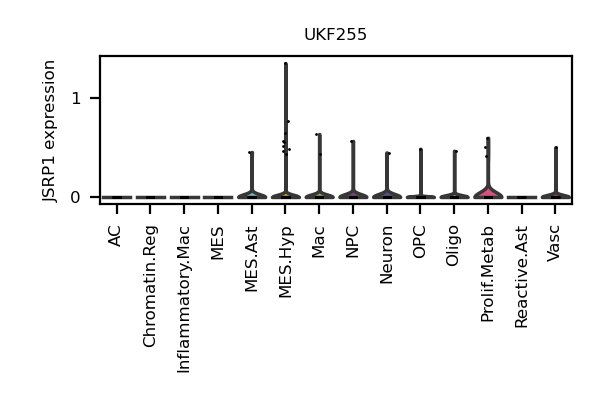 UKF255
JSRP1 expression
1
0
AC
Chromatin.Reg
Inflammatory.Mac
MES
MES.Ast
MES.Hyp
Mac
NPC
Neuron
OPC
Oligo
Prolif.Metab
Reactive.Ast
Vasc